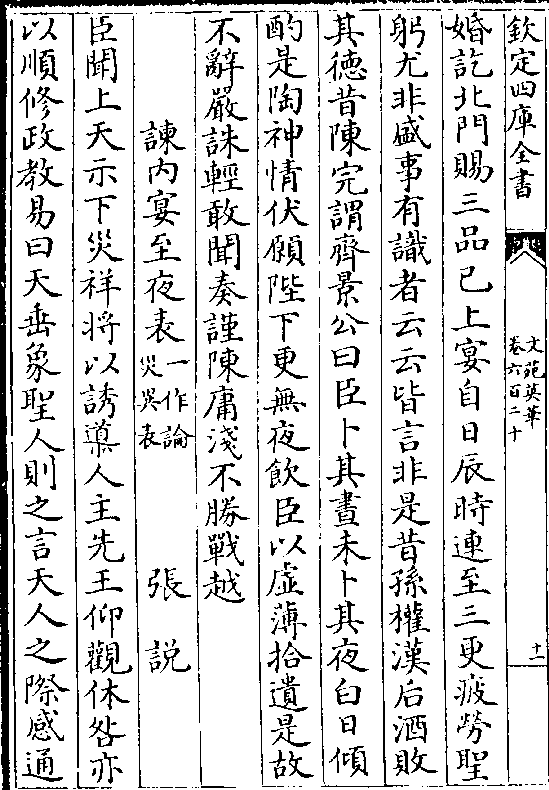 欽定四庫全書
文苑英華
卷六百二十
十一
婚訖北門賜三品已上宴自日辰時連至三更疲勞聖
躬尤非盛事有識者云云皆言非是昔孫權漢后酒敗
其徳昔陳完謂齊景公曰臣卜其晝未卜其夜白日傾
酌是陶神情伏願陛下更無夜飲臣以虚薄拾遺是故
不辭嚴誅輕敢聞奏謹陳庸淺不勝戰越
諫内宴至夜表一作論災異表 張説
臣聞上天示下災祥將以誘導人主先王仰觀休咎亦
以順修政教易曰天垂象聖人則之言天人之際感通